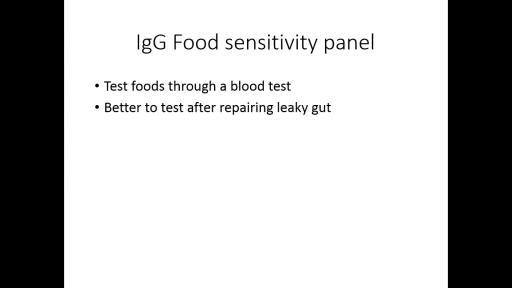 IgG Food sensitivity panel
• Test foods through a blood test
• Better to test after repairing leaky gut